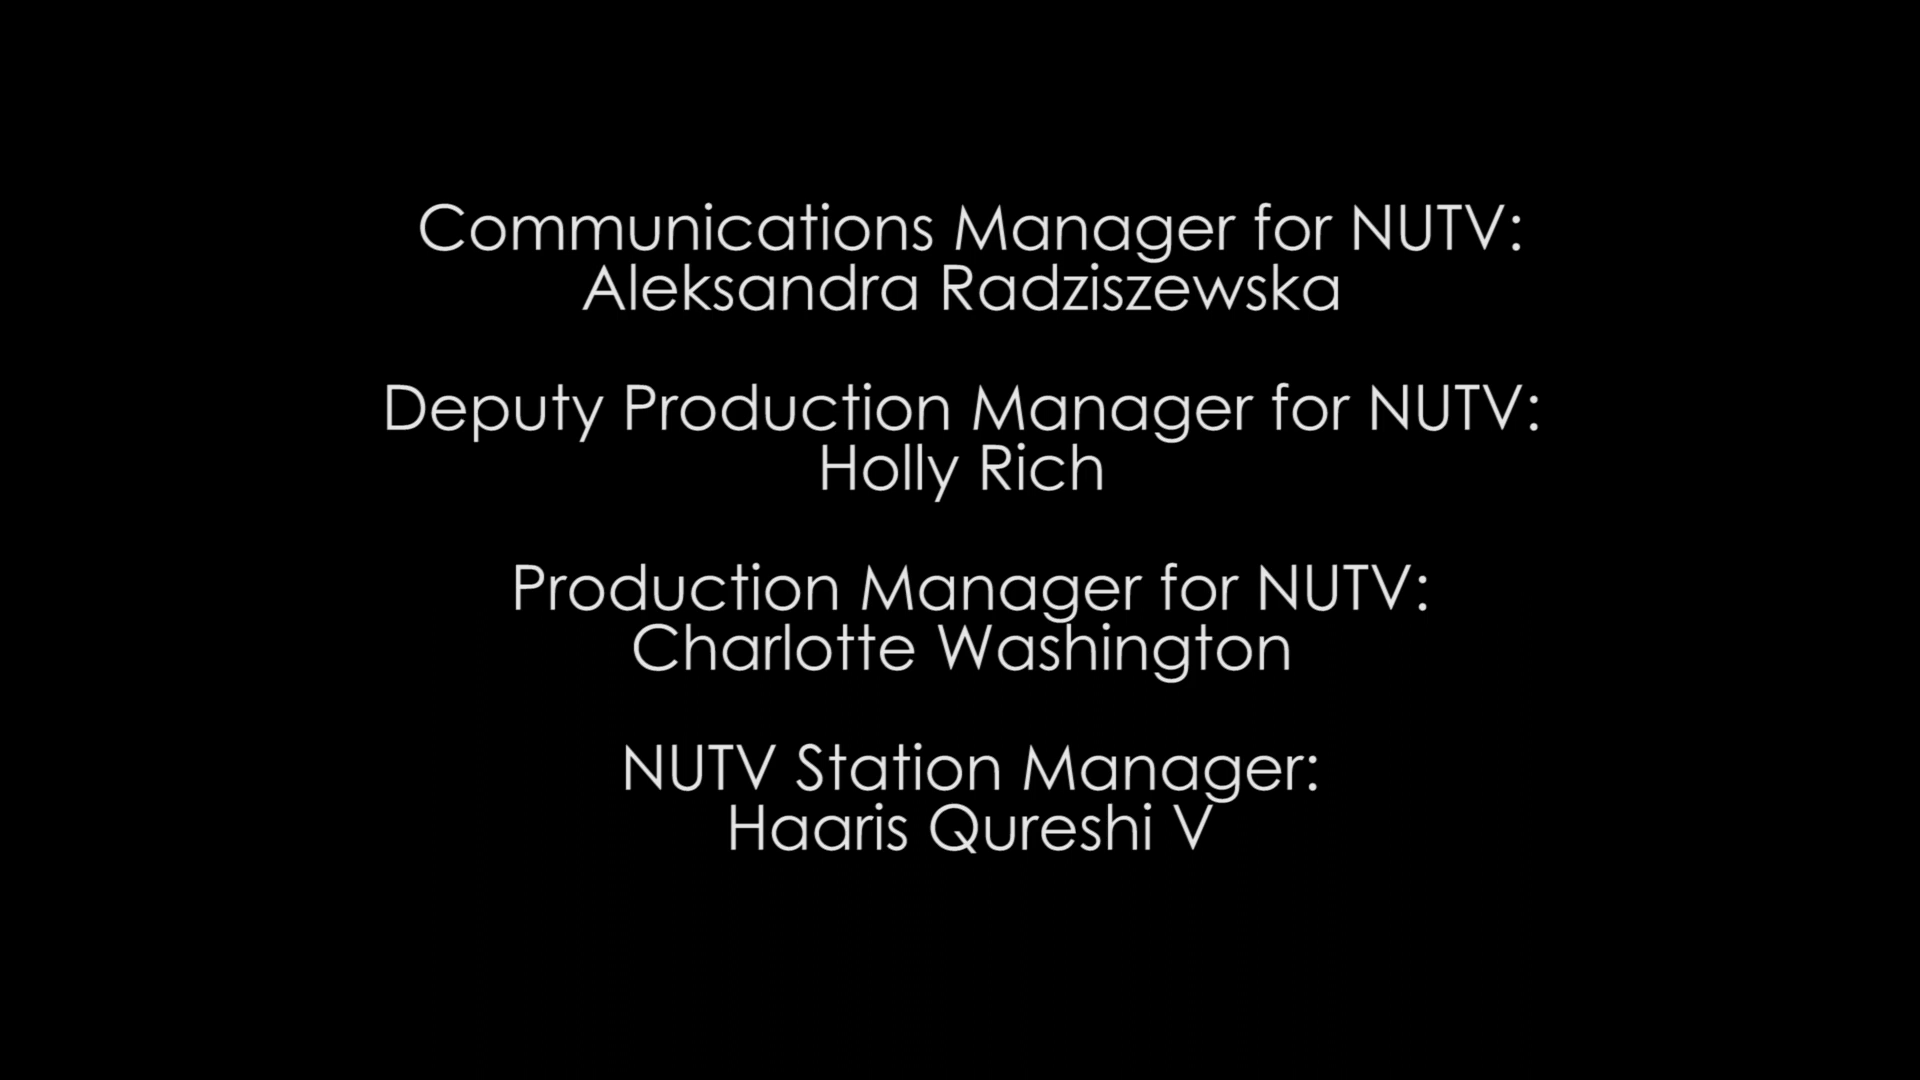 Communications Manager for NUTV:
Aleksandra Radziszewska
Deputy Production Manager for NUTV:
Holly Rich
Production Manager for NUTV:
Charlotte Washington
NUTV Station Manager:
Haaris Qureshi V